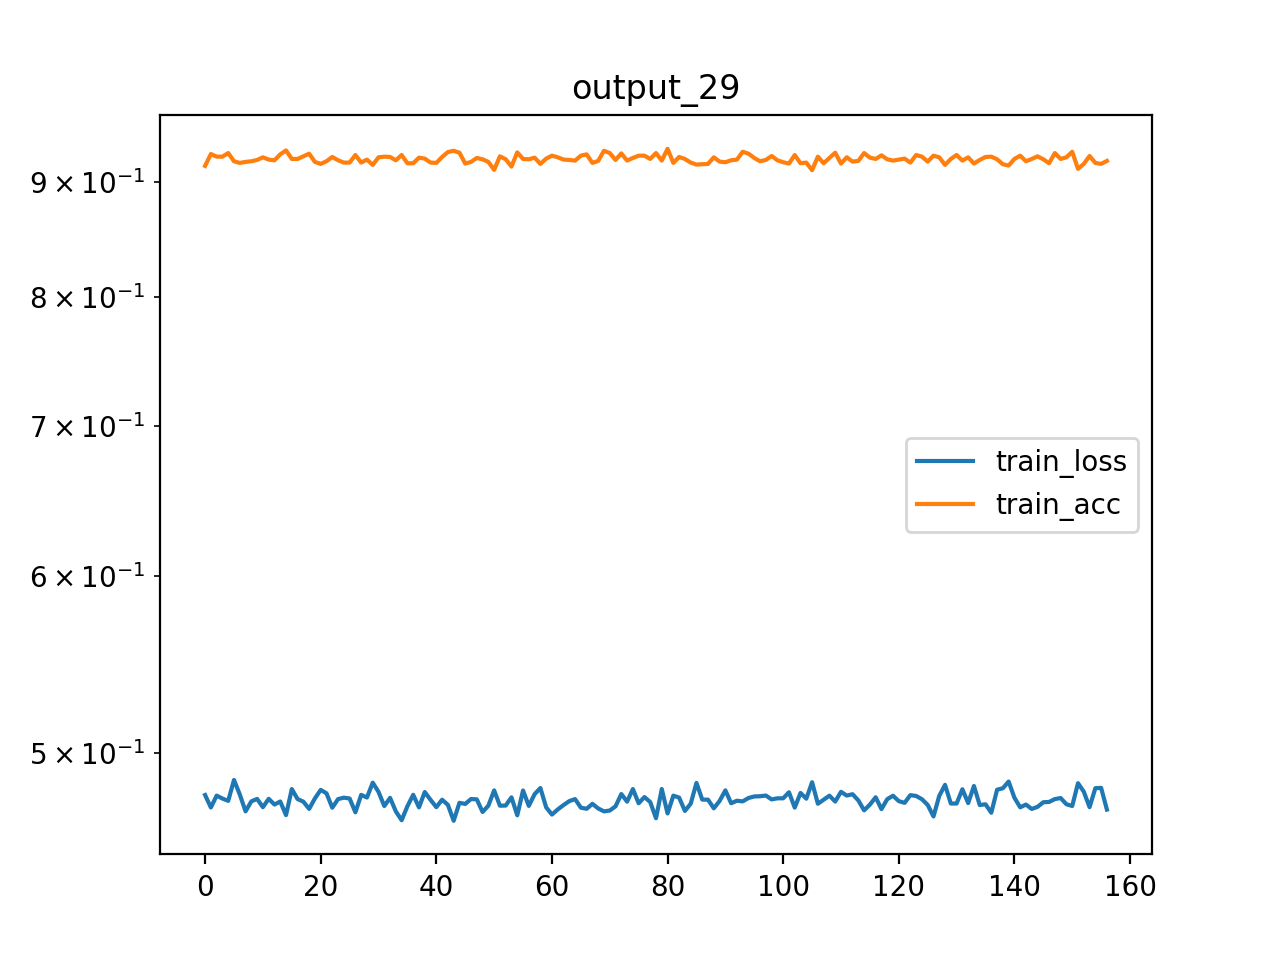 output_29
9 × 10⁻¹
8 × 10⁻¹
7 × 10⁻¹
6 × 10⁻¹
5 × 10⁻¹
train_loss
train_acc
0 20 40 60 80 100 120 140 160